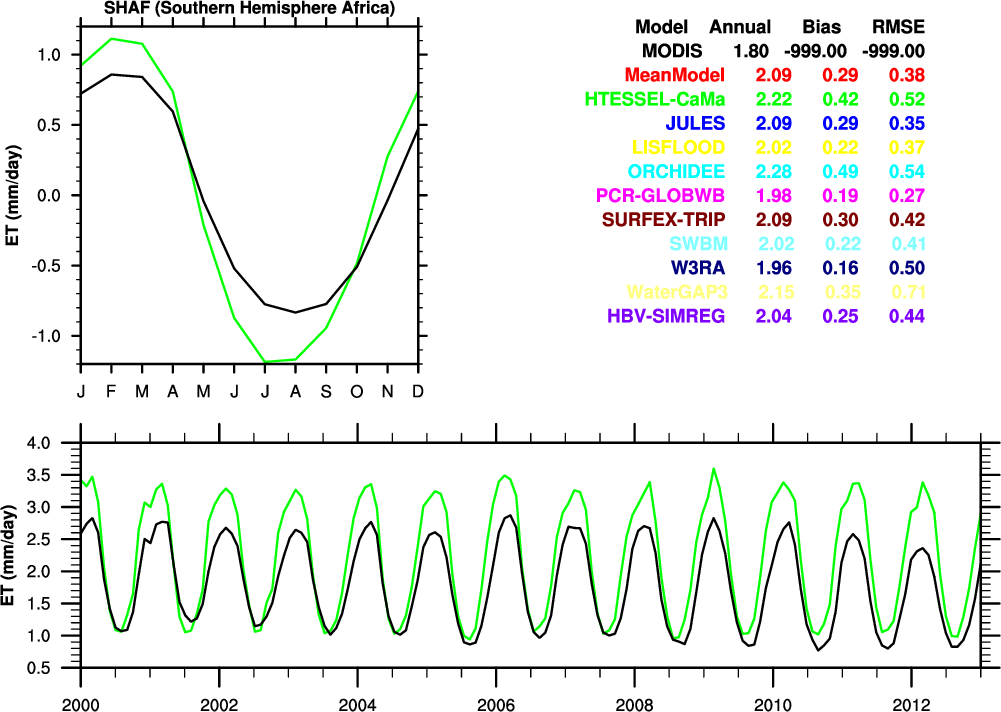 SHAF (Southern Hemisphere Africa)
ET (mm/day)
1.0
0.5
0.0
-0.5
-1.0
J F M A M J J A S O N D
Model Annual Bias RMSE
MODIS 1.80 -999.00 -999.00
MeanModel 2.09 0.29 0.38
HTESSEL-CaMa 2.22 0.42 0.52
JULES 2.09 0.29 0.35
LISFLOOD 2.02 0.22 0.37
ORCHIDEE 2.28 0.49 0.54
PCR-GLOBWB 1.98 0.19 0.27
SURFEX-TRIP 2.09 0.30 0.42
SWBM 2.02 0.22 0.41
W3RA 1.96 0.16 0.50
WaterGAP3 2.15 0.35 0.71
HBV-SIMREG 2.04 0.25 0.44
ET (mm/day)
4.0
3.5
3.0
2.5
2.0
1.5
1.0
0.5
2000 2002 2004 2006 2008 2010 2012